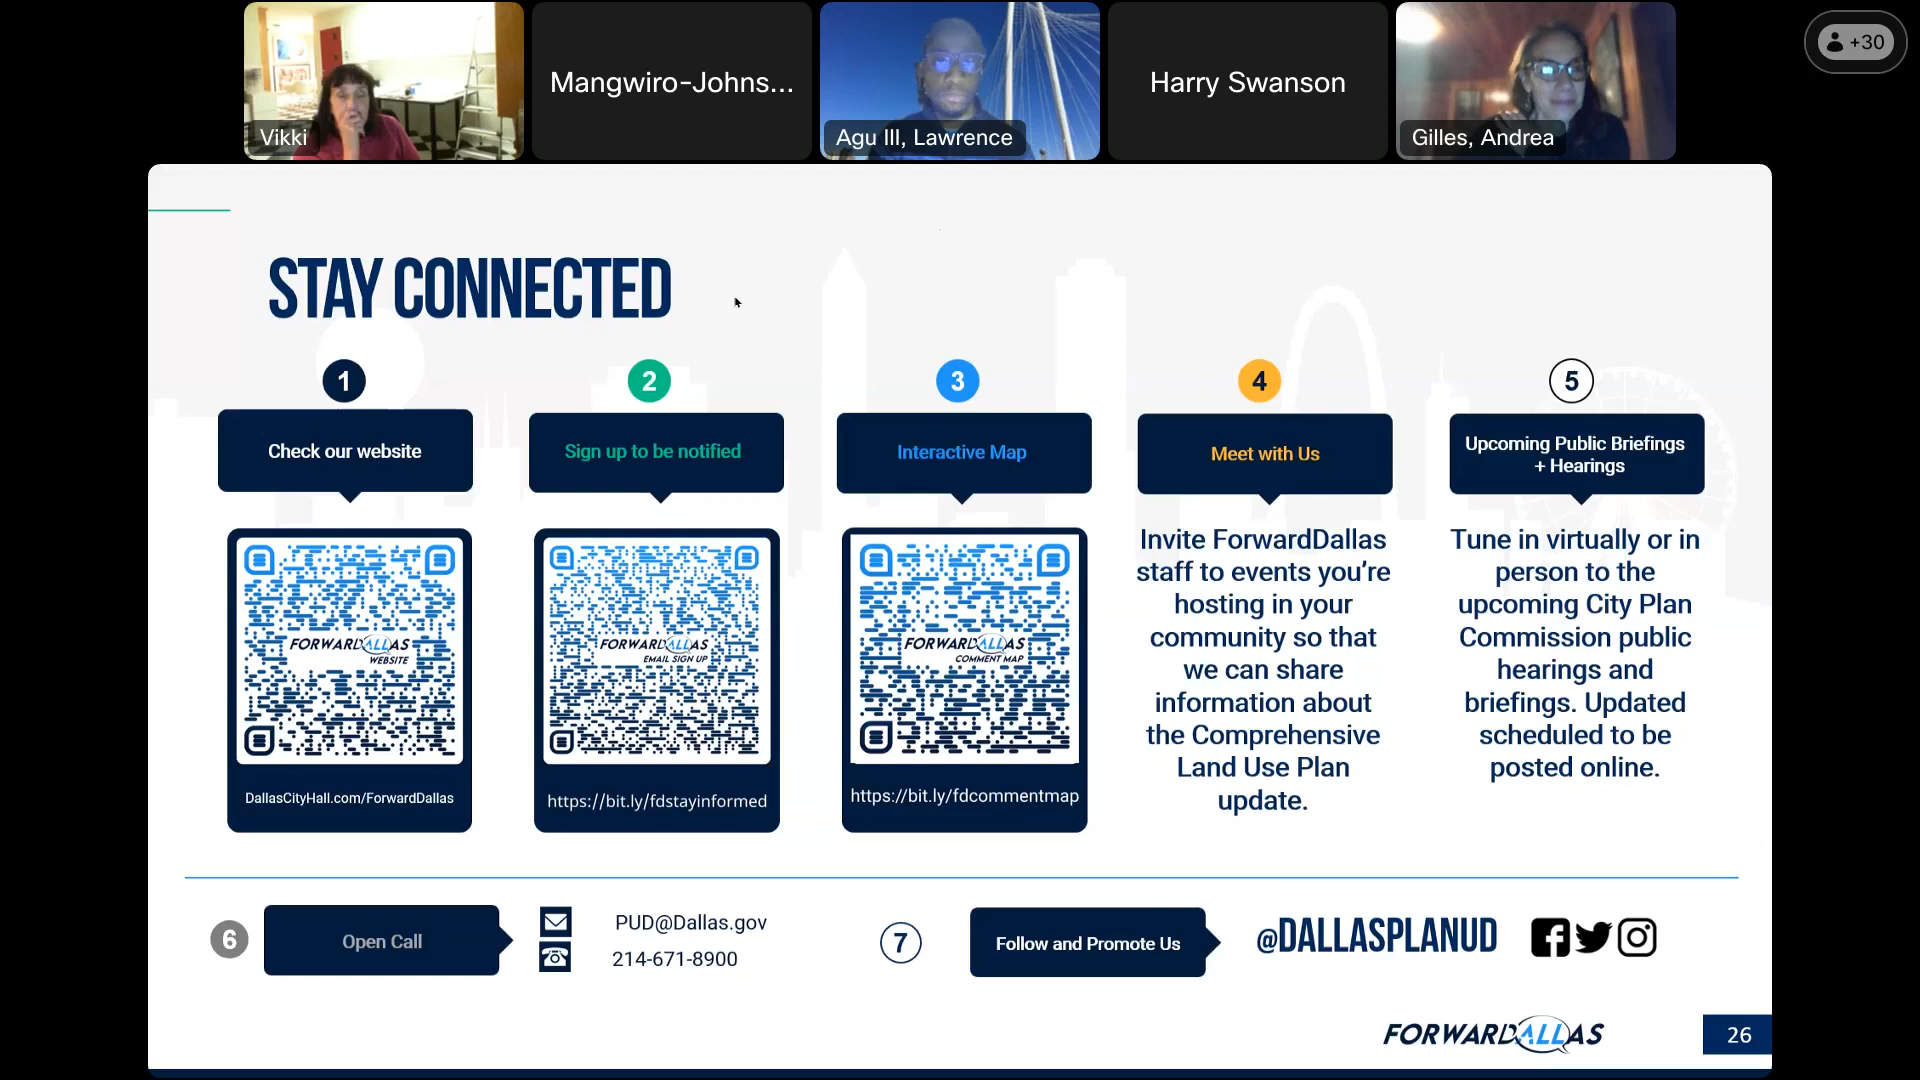 Vikki
Mangwiro-Johns...
Agu III, Lawrence
Harry Swanson
Gilles, Andrea
+30
STAY CONNECTED
1
2
3
4
5
Check our website
Sign up to be notified
Interactive Map
Meet with Us
Upcoming Public Briefings
+ Hearings
FORWARDALLAS
WEBSITE
DallasCityHall.com/ForwardDallas
FORWARDALLAS
EMAIL SIGN UP
https://bit.ly/fdstayinformed
FORWARDALLAS
COMMENT MAP
https://bit.ly/fdcommentmap
Invite ForwardDallas
staff to events you’re
hosting in your
community so that
we can share
information about
the Comprehensive
Land Use Plan
update.
Tune in virtually or in
person to the
upcoming City Plan
Commission public
hearings and
briefings. Updated
scheduled to be
posted online.
6
Open Call
PUD@Dallas.gov
214-671-8900
7
Follow and Promote Us
@DALLASPLANUD
FORWARDALLAS
26